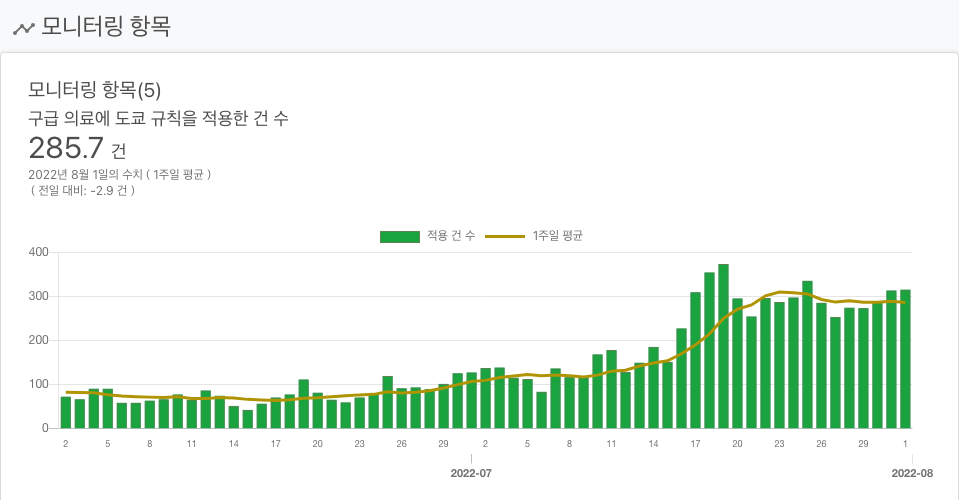 모니터링 항목
모니터링 항목(5)
구급 의료에 도쿄 규칙을 적용한 건 수
285.7 건
2022년 8월 1일의 수치 ( 1주일 평균 )
( 전일 대비: -2.9 건 )
적용 건 수 1주일 평균
400
300
200
100
0
2 5 8 11 14 17 20 23 26 29 2 5 8 11 14 17 20 23 26 29 1
2022-07 2022-08